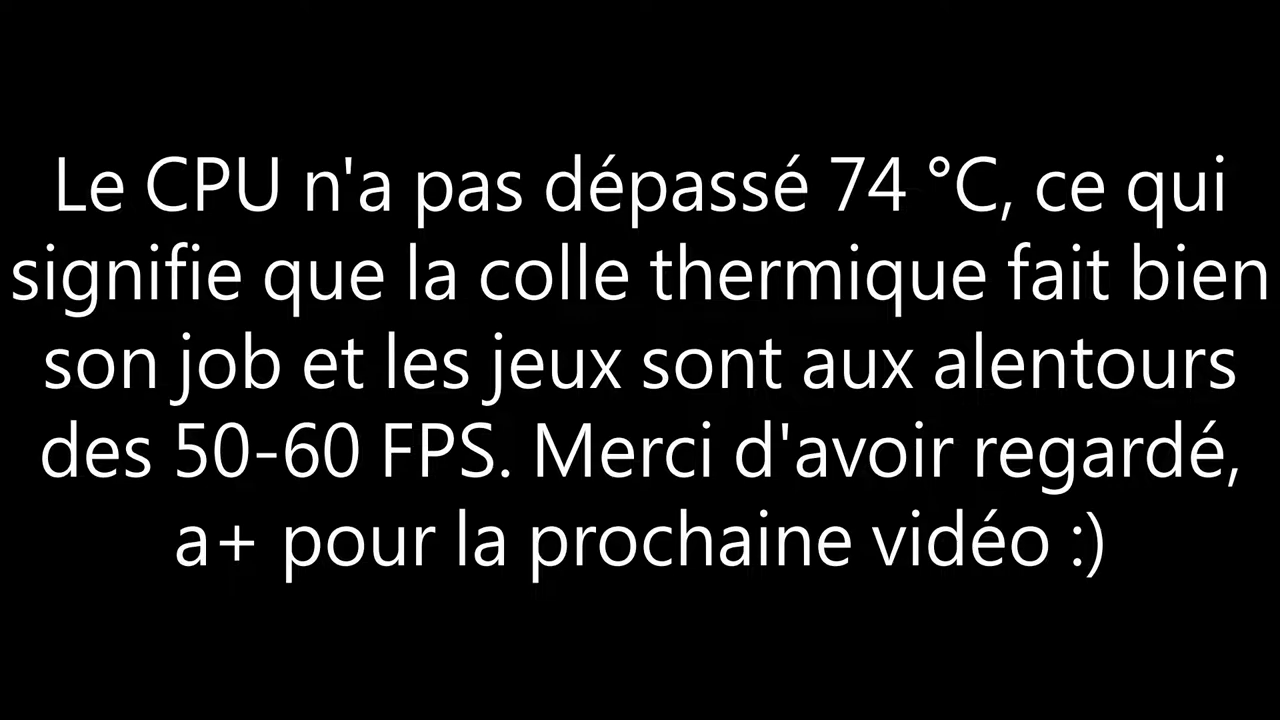 Le CPU n'a pas dépassé 74 °C, ce qui
signifie que la colle thermique fait bien
son job et les jeux sont aux alentours
des 50-60 FPS. Merci d'avoir regardé,
a+ pour la prochaine vidéo :)